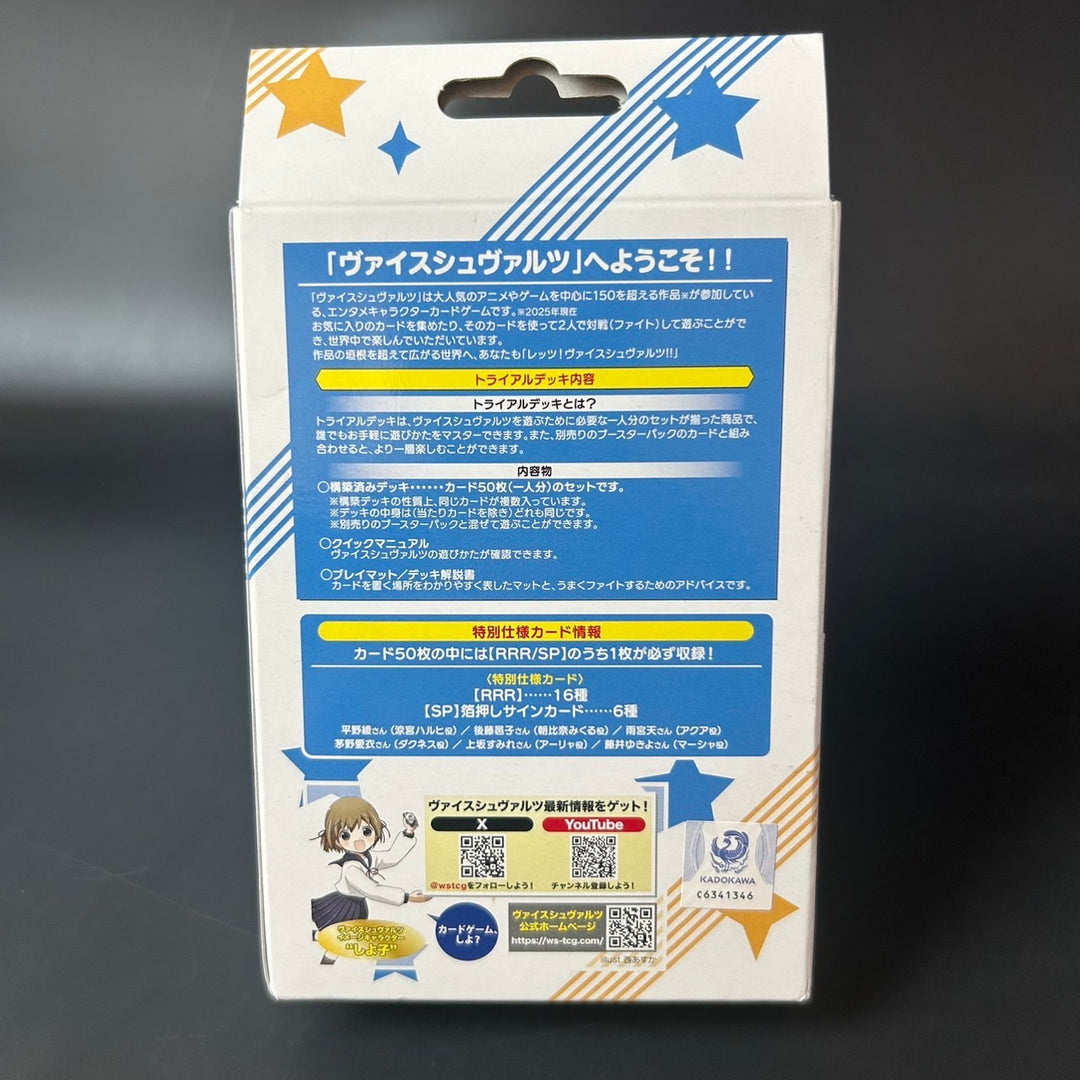 「ヴァイスシュヴァルツ」へようこそ!!
「ヴァイスシュヴァルツ」は大人気のアニメやゲームを中心に150を超える作品※が参加してい
る、エンタメキャラクターカードゲームです。※2025年現在
お気に入りのカードを集めたり、そのカードを使って2人で対戦(ファイト)して遊ぶことがで
き、世界中で楽しんでいただいています。
作品の垣根を超えて広がる世界へ、あなたも「レッツ!ヴァイスシュヴァルツ!!」
トライアルデッキ内容
トライアルデッキとは?
トライアルデッキは、ヴァイスシュヴァルツを遊ぶために必要な一人分のセットが揃った商品で、
誰でもお手軽に遊びかたをマスターできます。また、別売りのブースターパックのカードと組み
合わせると、より一層楽しむことができます。
内容物
○構築済みデッキ・・・・・・カード50枚(一人分)のセットです。
※構築デッキの性質上、同じカードが複数入っています。
※デッキの中身は(当たりカードを除き)どれも同じです。
※別売りのブースターパックと混ぜて遊ぶことができます。
○クイックマニュアル
ヴァイスシュヴァルツの遊びかたが確認できます。
○プレイマット/デッキ解説書
カードを置く場所をわかりやすく表したマットと、うまくファイトするためのアドバイスです。
特別仕様カード情報
カード50枚の中には【RRR/SP】のうち1枚が必ず収録!
〈特別仕様カード〉
【RRR】……16種
【SP】箔押しサインカード……6種
平野綾さん(涼宮ハルヒ役)/後藤邑子さん(朝比奈みくる役)/雨宮天さん(アクア役)
茅野愛衣さん(ダクネス役)/上坂すみれさん(アーリャ役)/藤井ゆきよさん(マーシャ役)
ヴァイスシュヴァルツ最新情報をゲット!
X
YouTube
@wstcgをフォローしよう!
チャンネル登録しよう!
KADOKAWA
C6341346
ヴァイスシュヴァルツ
イメージキャラクター
"しよ子"
カードゲーム、
しよ?
ヴァイスシュヴァルツ
公式ホームページ
https://ws-tcg.com/
illust.西あすか